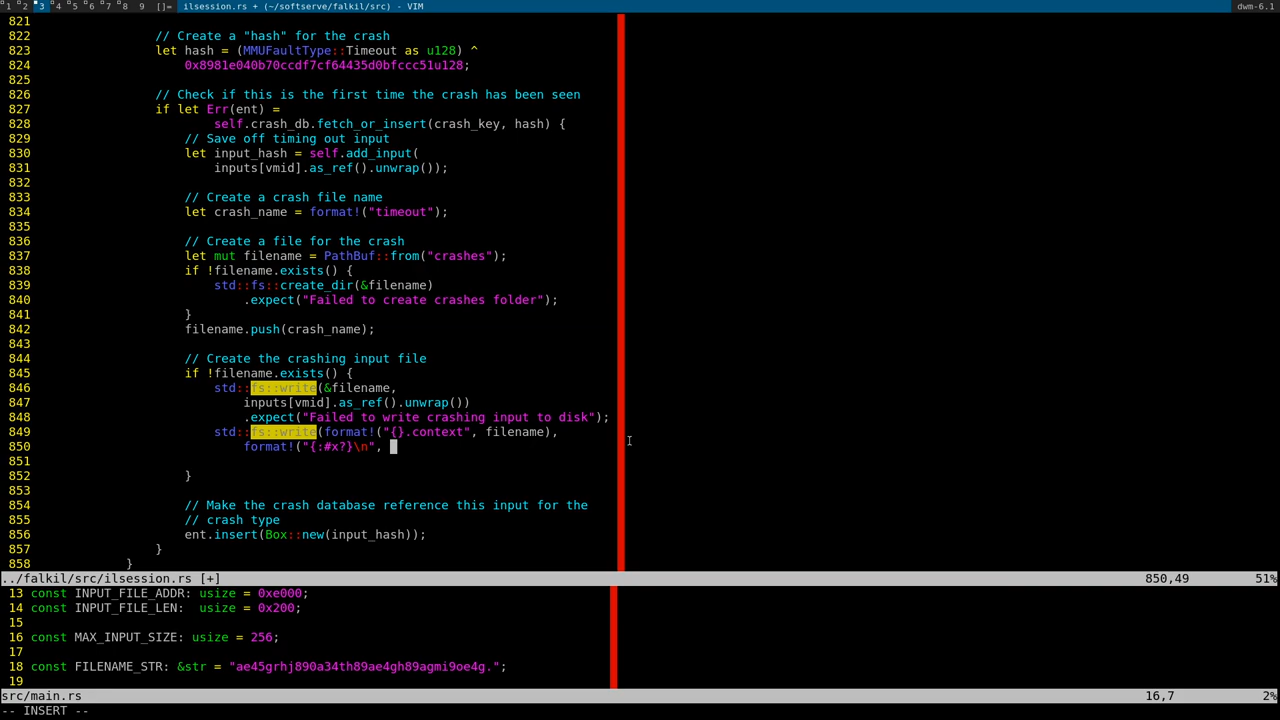 1 2 3 4 5 6 7 8 9 []= ilsession.rs + (~/softserve/falkil/src) - VIM dwm-6.1
821
822 // Create a "hash" for the crash
823 let hash = (MMUFaultType::Timeout as u128) ^
824 0x8981e040b70ccdf7cf64435d0bfccc51u128;
825
826 // Check if this is the first time the crash has been seen
827 if let Err(ent) =
828 self.crash_db.fetch_or_insert(crash_key, hash) {
829 // Save off timing out input
830 let input_hash = self.add_input(
831 inputs[vmid].as_ref().unwrap());
832
833 // Create a crash file name
834 let crash_name = format!("timeout");
835
836 // Create a file for the crash
837 let mut filename = PathBuf::from("crashes");
838 if !filename.exists() {
839 std::fs::create_dir(&filename)
840 .expect("Failed to create crashes folder");
841 }
842 filename.push(crash_name);
843
844 // Create the crashing input file
845 if !filename.exists() {
846 std::fs::write(&filename,
847 inputs[vmid].as_ref().unwrap())
848 .expect("Failed to write crashing input to disk");
849 std::fs::write(format!("{}.context", filename),
850 format!("{:#x?}\n",
851
852 }
853
854 // Make the crash database reference this input for the
855 // crash type
856 ent.insert(Box::new(input_hash));
857 }
858 }
../falkil/src/ilsession.rs [+] 850,49 51%
13 const INPUT_FILE_ADDR: usize = 0xe000;
14 const INPUT_FILE_LEN: usize = 0x200;
15
16 const MAX_INPUT_SIZE: usize = 256;
17
18 const FILENAME_STR: &str = "ae45grhj890a34th89ae4gh89agmi9oe4g.";
19
src/main.rs 16,7 2%
-- INSERT --